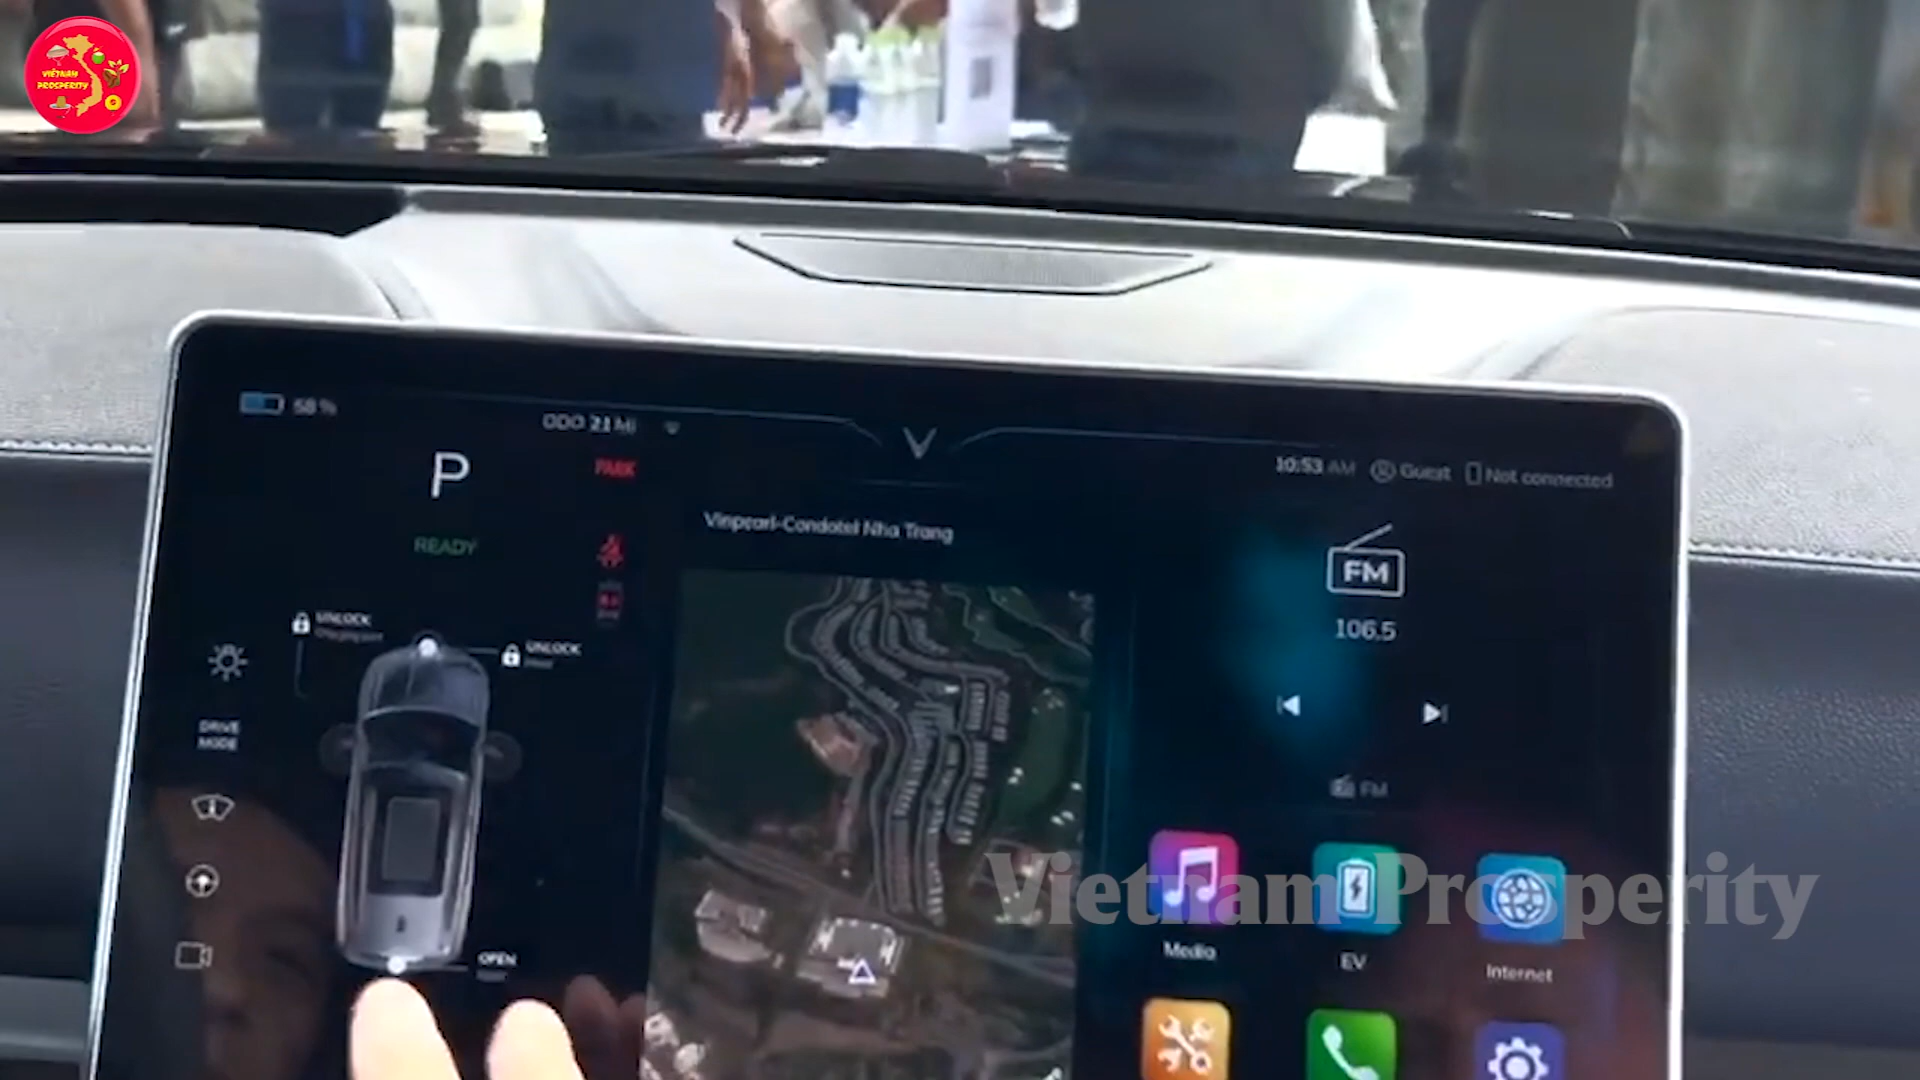 VIETNAM
PROSPERITY
58 %
ODO 21 Mi
P
PARK
READY
10:53 AM
Guest
Not connected
Vinpearl-Condotel Nha Trang
FM
106.5
FM
UNLOCK
UNLOCK
DRIVE
MODE
OPEN
Media
EV
Internet
Vietnam Prosperity